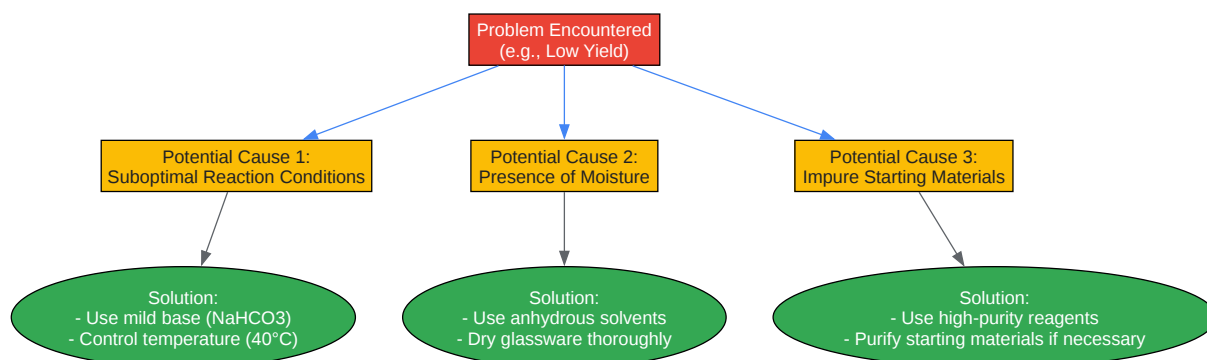 Problem Encountered
(e.g., Low Yield)
Potential Cause 1:
Suboptimal Reaction Conditions
Potential Cause 2:
Presence of Moisture
Potential Cause 3:
Impure Starting Materials
Solution:
- Use mild base (NaHCO3)
- Control temperature (40°C)
Solution:
- Use anhydrous solvents
- Dry glassware thoroughly
Solution:
- Use high-purity reagents
- Purify starting materials if necessary